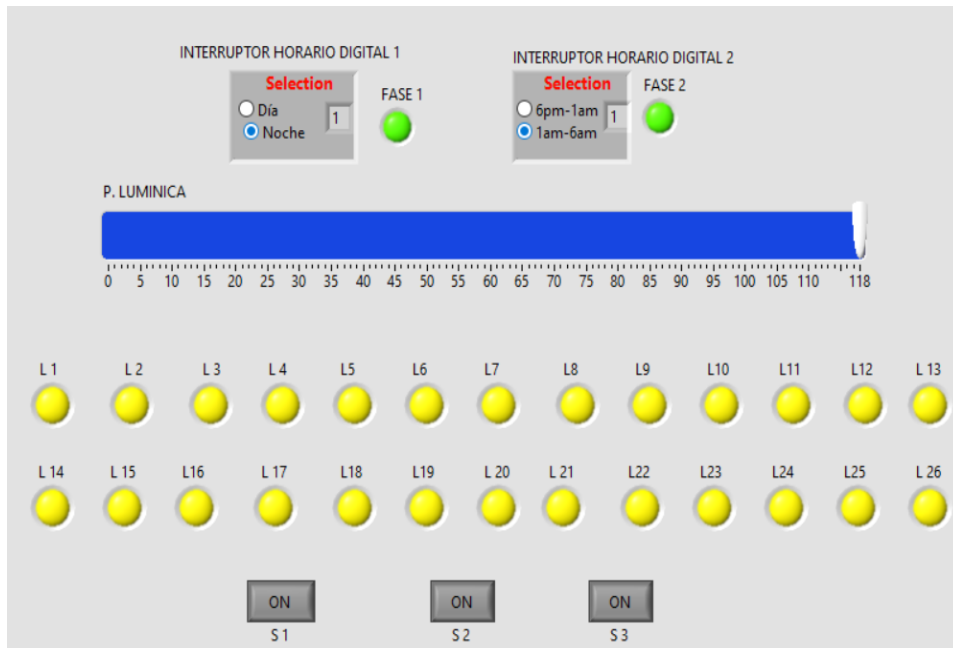 INTERRUPTOR HORARIO DIGITAL 1
Selection
Día
Noche
1
FASE 1
INTERRUPTOR HORARIO DIGITAL 2
Selection
6pm-1am
1am-6am
1
FASE 2
P. LUMINICA
0 5 10 15 20 25 30 35 40 45 50 55 60 65 70 75 80 85 90 95 100 105 110 118
L 1 L 2 L 3 L 4 L5 L6 L7 L8 L9 L10 L11 L12 L 13
L 14 L 15 L16 L 17 L18 L19 L 20 L 21 L22 L23 L24 L25 L 26
ON ON ON
S 1 S 2 S 3